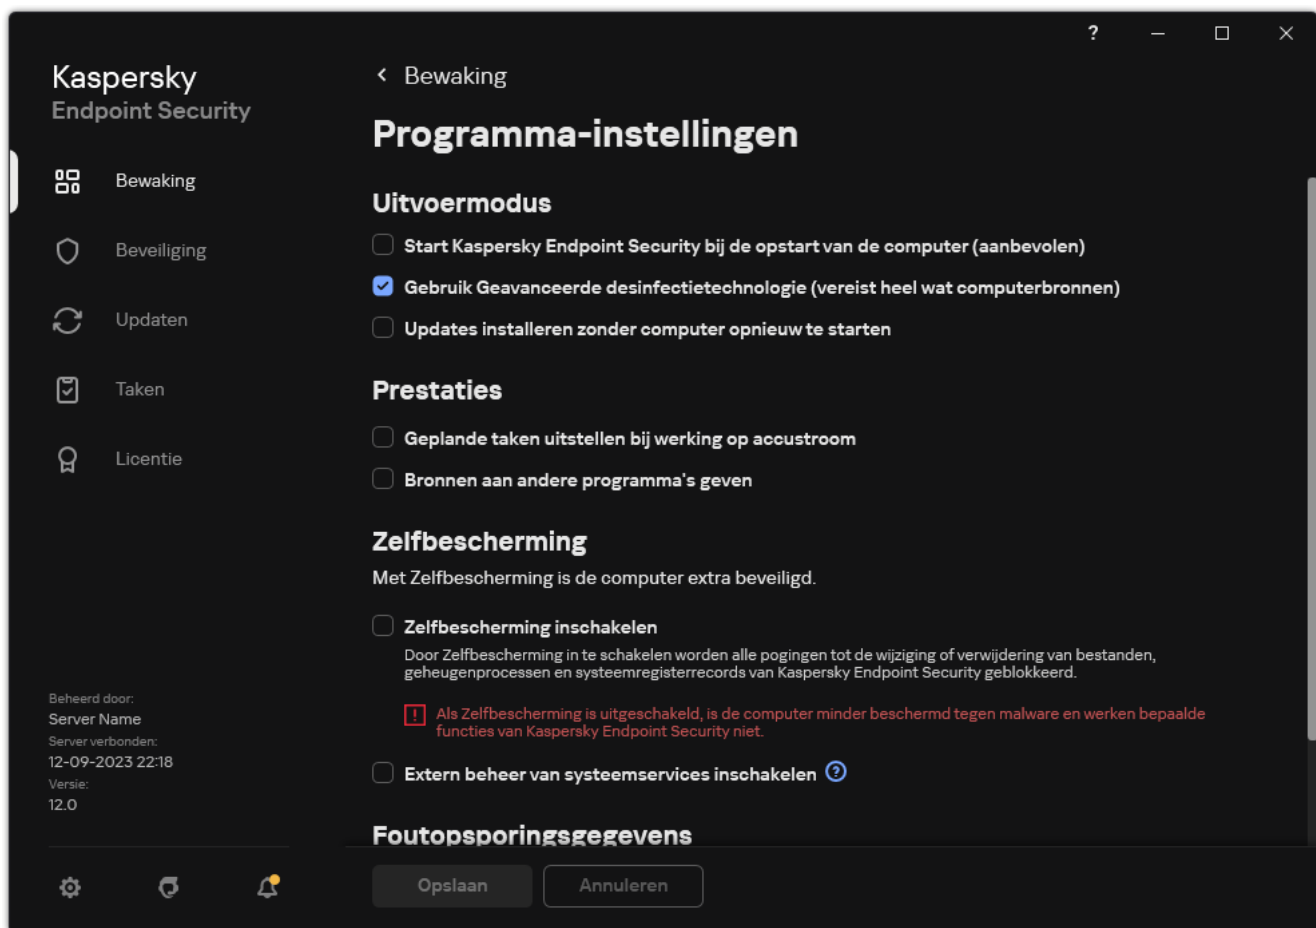 ?
Kaspersky
Endpoint Security
Bewaking
Beveiliging
Updaten
Taken
Licentie
Beheerd door:
Server Name
Server verbonden:
12-09-2023 22:18
Versie:
12.0
Bewaking
Programma-instellingen
Uitvoermodus
Start Kaspersky Endpoint Security bij de opstart van de computer (aanbevolen)
Gebruik Geavanceerde desinfectietechnologie (vereist heel wat computerbronnen)
Updates installeren zonder computer opnieuw te starten
Prestaties
Geplande taken uitstellen bij werking op accustroom
Bronnen aan andere programma's geven
Zelfbescherming
Met Zelfbescherming is de computer extra beveiligd.
Zelfbescherming inschakelen
Door Zelfbescherming in te schakelen worden alle pogingen tot de wijziging of verwijdering van bestanden,
geheugenprocessen en systeemregisterrecords van Kaspersky Endpoint Security geblokkeerd.
! Als Zelfbescherming is uitgeschakeld, is de computer minder beschermd tegen malware en werken bepaalde
functies van Kaspersky Endpoint Security niet.
Extern beheer van systeemservices inschakelen ?
Foutopsporingsgegevens
Opslaan
Annuleren